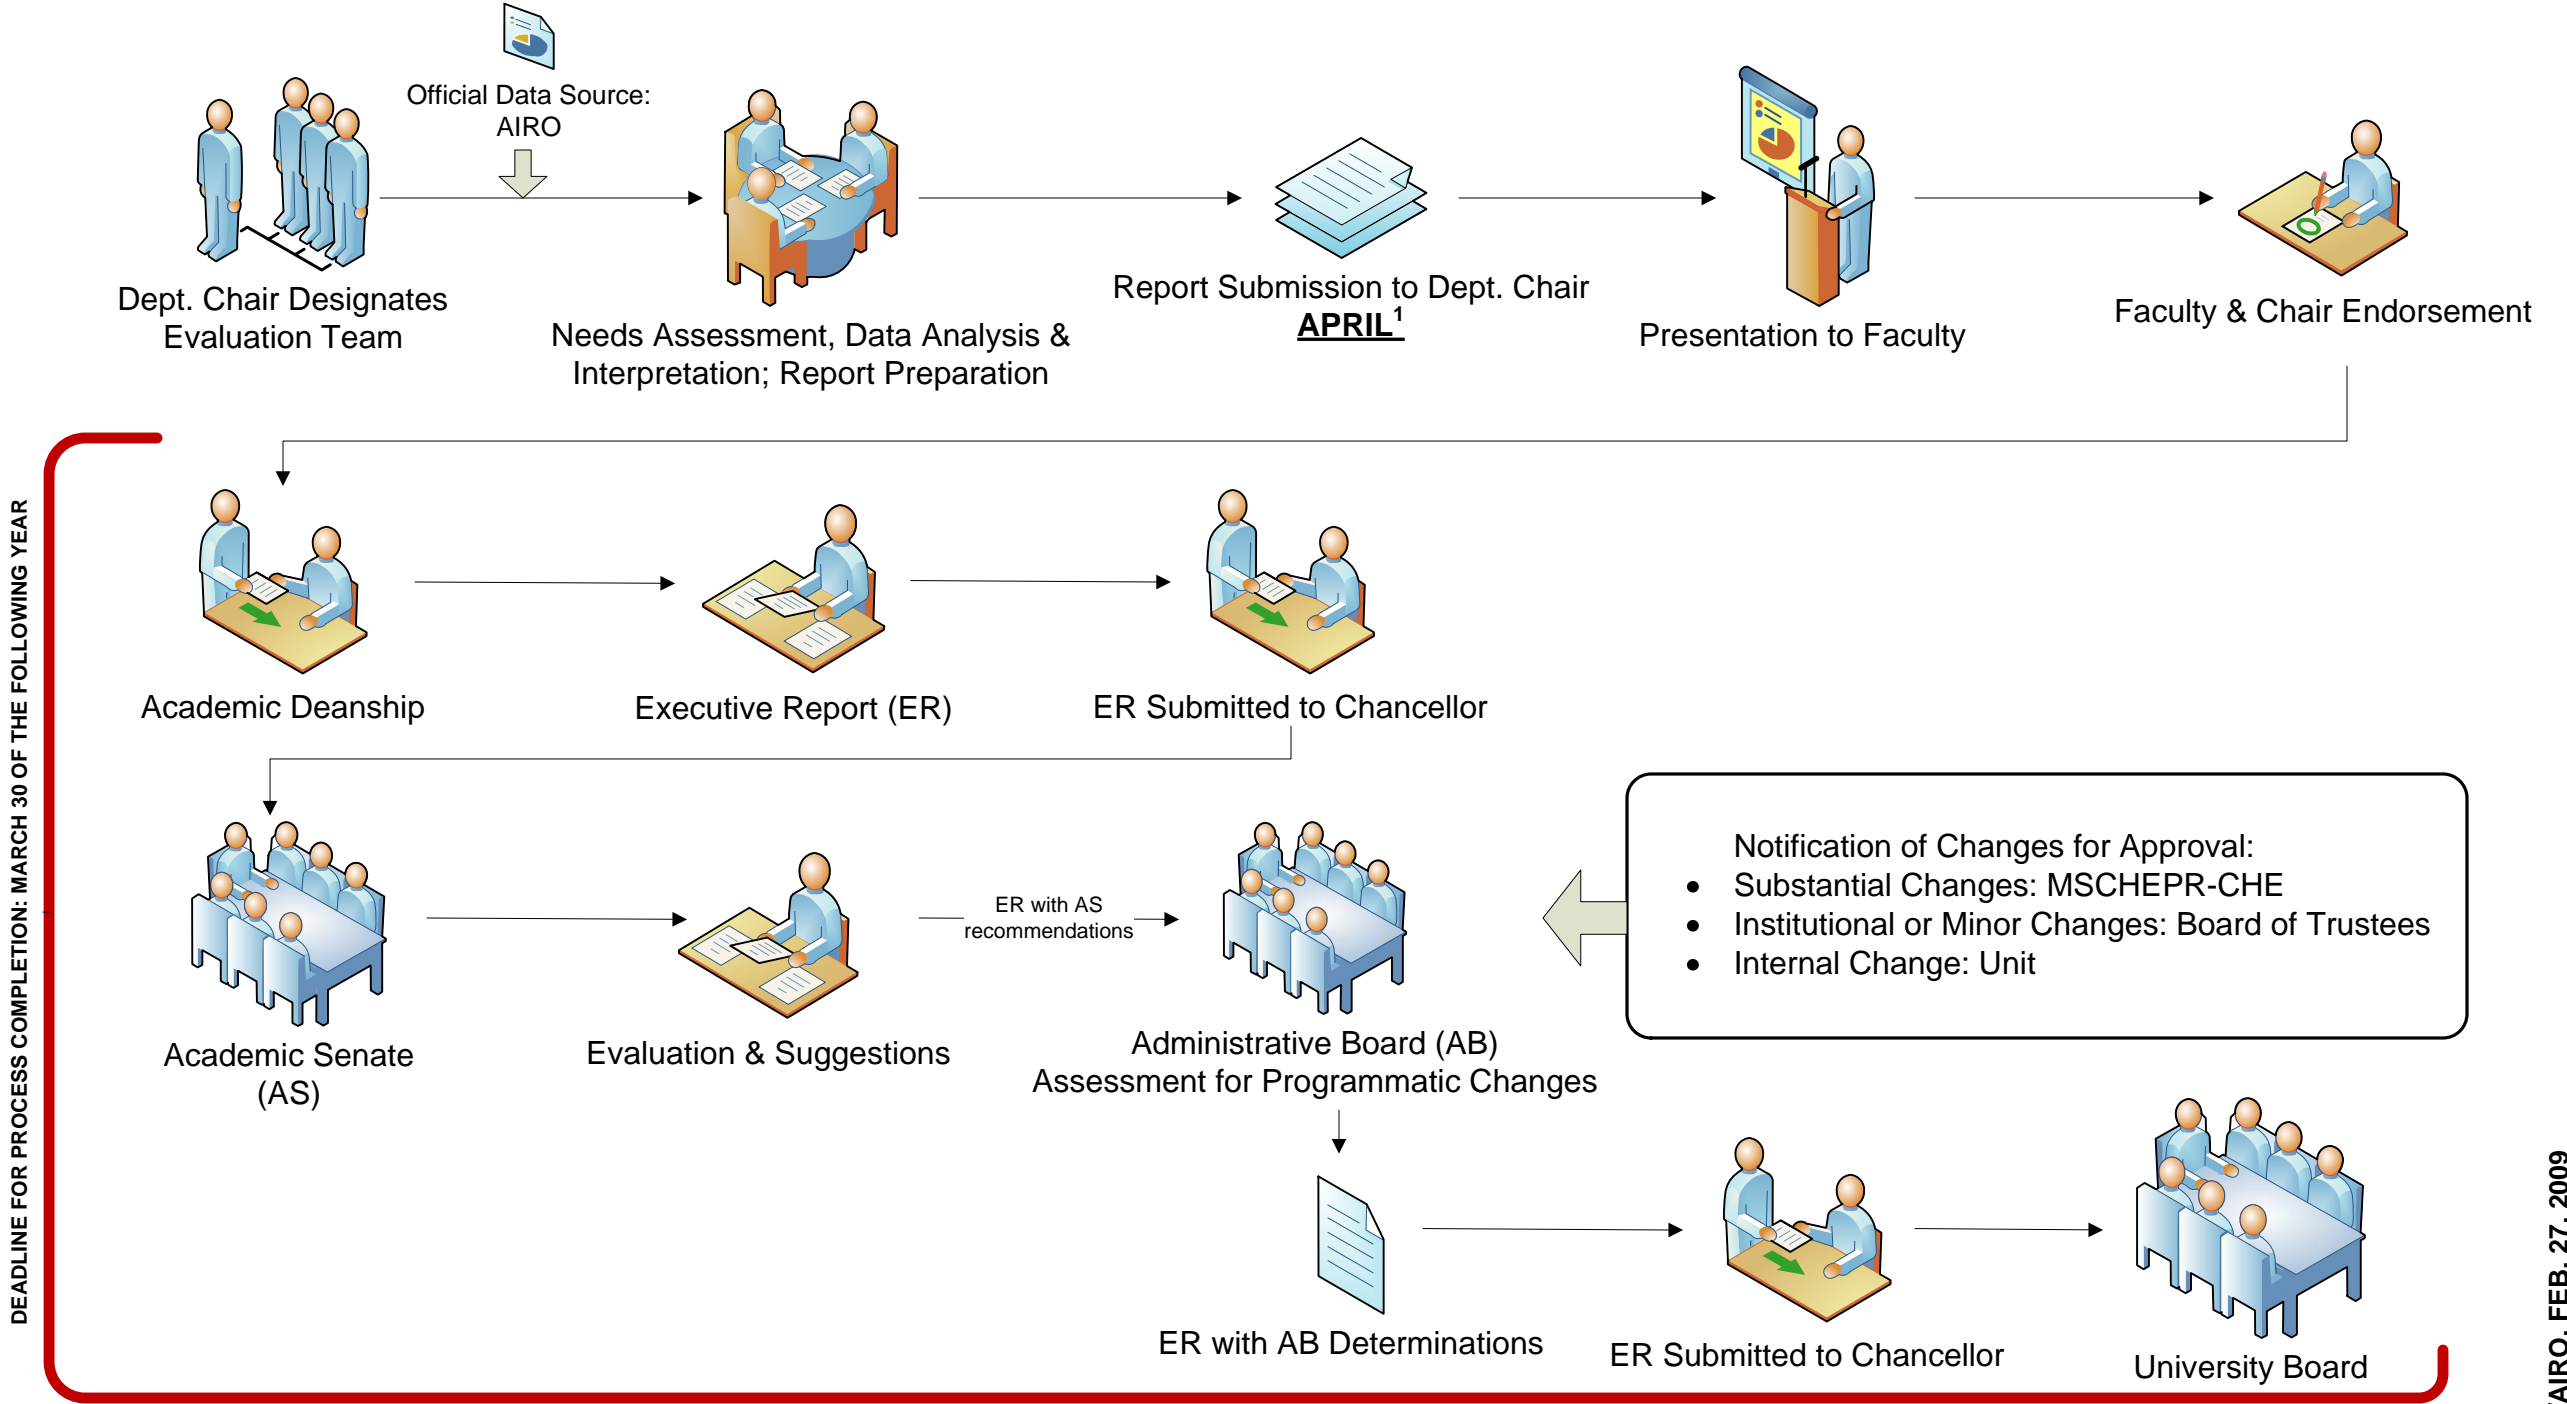 Official Data Source:
AIRO
Dept. Chair Designates
Evaluation Team
Needs Assessment, Data Analysis &
Interpretation; Report Preparation
Report Submission to Dept. Chair
APRIL1
Presentation to Faculty
Faculty & Chair Endorsement
DEADLINE FOR PROCESS COMPLETION: MARCH 30 OF THE FOLLOWING YEAR
Academic Deanship
Executive Report (ER)
ER Submitted to Chancellor
Academic Senate
(AS)
Evaluation & Suggestions
ER with AS
recommendations
Administrative Board (AB)
Assessment for Programmatic Changes
Notification of Changes for Approval:
• Substantial Changes: MSCHEPR-CHE
• Institutional or Minor Changes: Board of Trustees
• Internal Change: Unit
ER with AB Determinations
ER Submitted to Chancellor
University Board
AIRO, FEB. 27, 2009